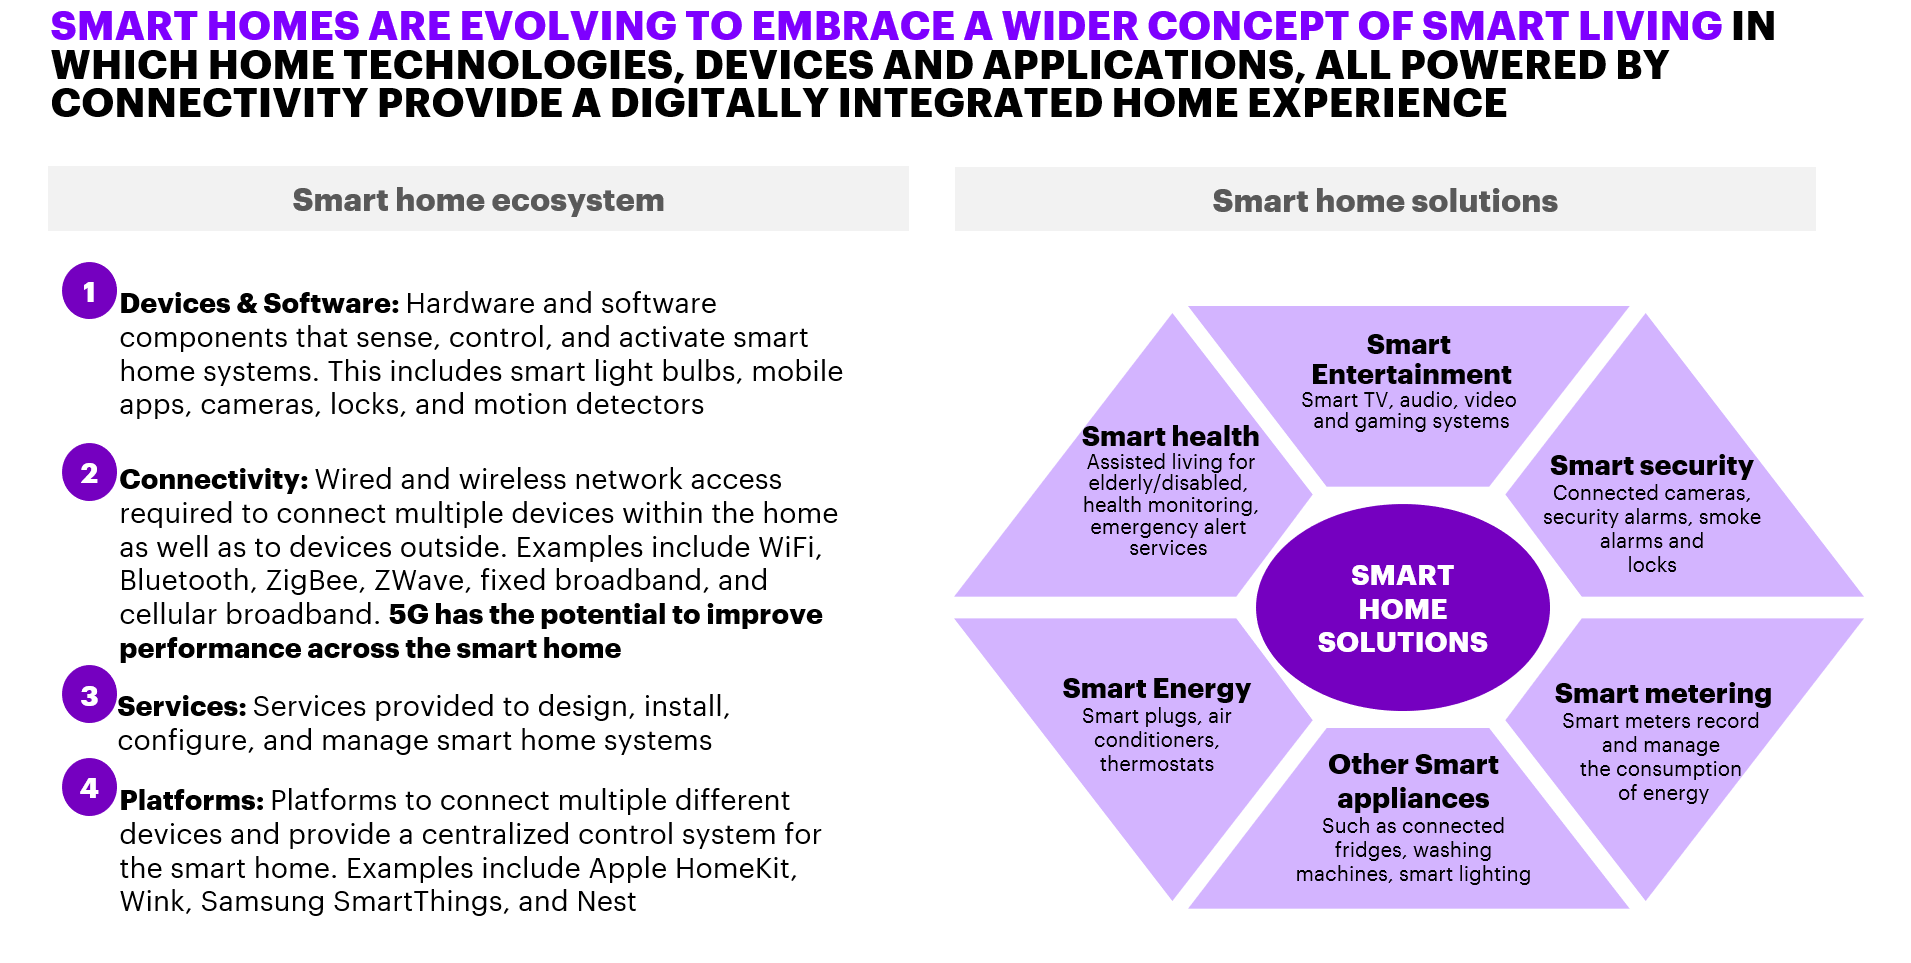 SMART HOMES ARE EVOLVING TO EMBRACE A WIDER CONCEPT OF SMART LIVING IN
WHICH HOME TECHNOLOGIES, DEVICES AND APPLICATIONS, ALL POWERED BY
CONNECTIVITY PROVIDE A DIGITALLY INTEGRATED HOME EXPERIENCE
Smart home ecosystem
1
Devices & Software: Hardware and software
components that sense, control, and activate smart
home systems. This includes smart light bulbs, mobile
apps, cameras, locks, and motion detectors
2
Connectivity: Wired and wireless network access
required to connect multiple devices within the home
as well as to devices outside. Examples include WiFi,
Bluetooth, ZigBee, ZWave, fixed broadband, and
cellular broadband. 5G has the potential to improve
performance across the smart home
3
Services: Services provided to design, install,
configure, and manage smart home systems
4
Platforms: Platforms to connect multiple different
devices and provide a centralized control system for
the smart home. Examples include Apple HomeKit,
Wink, Samsung SmartThings, and Nest
Smart home solutions
Smart
Entertainment
Smart TV, audio, video
and gaming systems
Smart health
Assisted living for
elderly/disabled,
health monitoring,
emergency alert
services
Smart security
Connected cameras,
security alarms, smoke
alarms and
locks
SMART
HOME
SOLUTIONS
Smart Energy
Smart plugs, air
conditioners,
thermostats
Smart metering
Smart meters record
and manage
the consumption
of energy
Other Smart
appliances
Such as connected
fridges, washing
machines, smart lighting